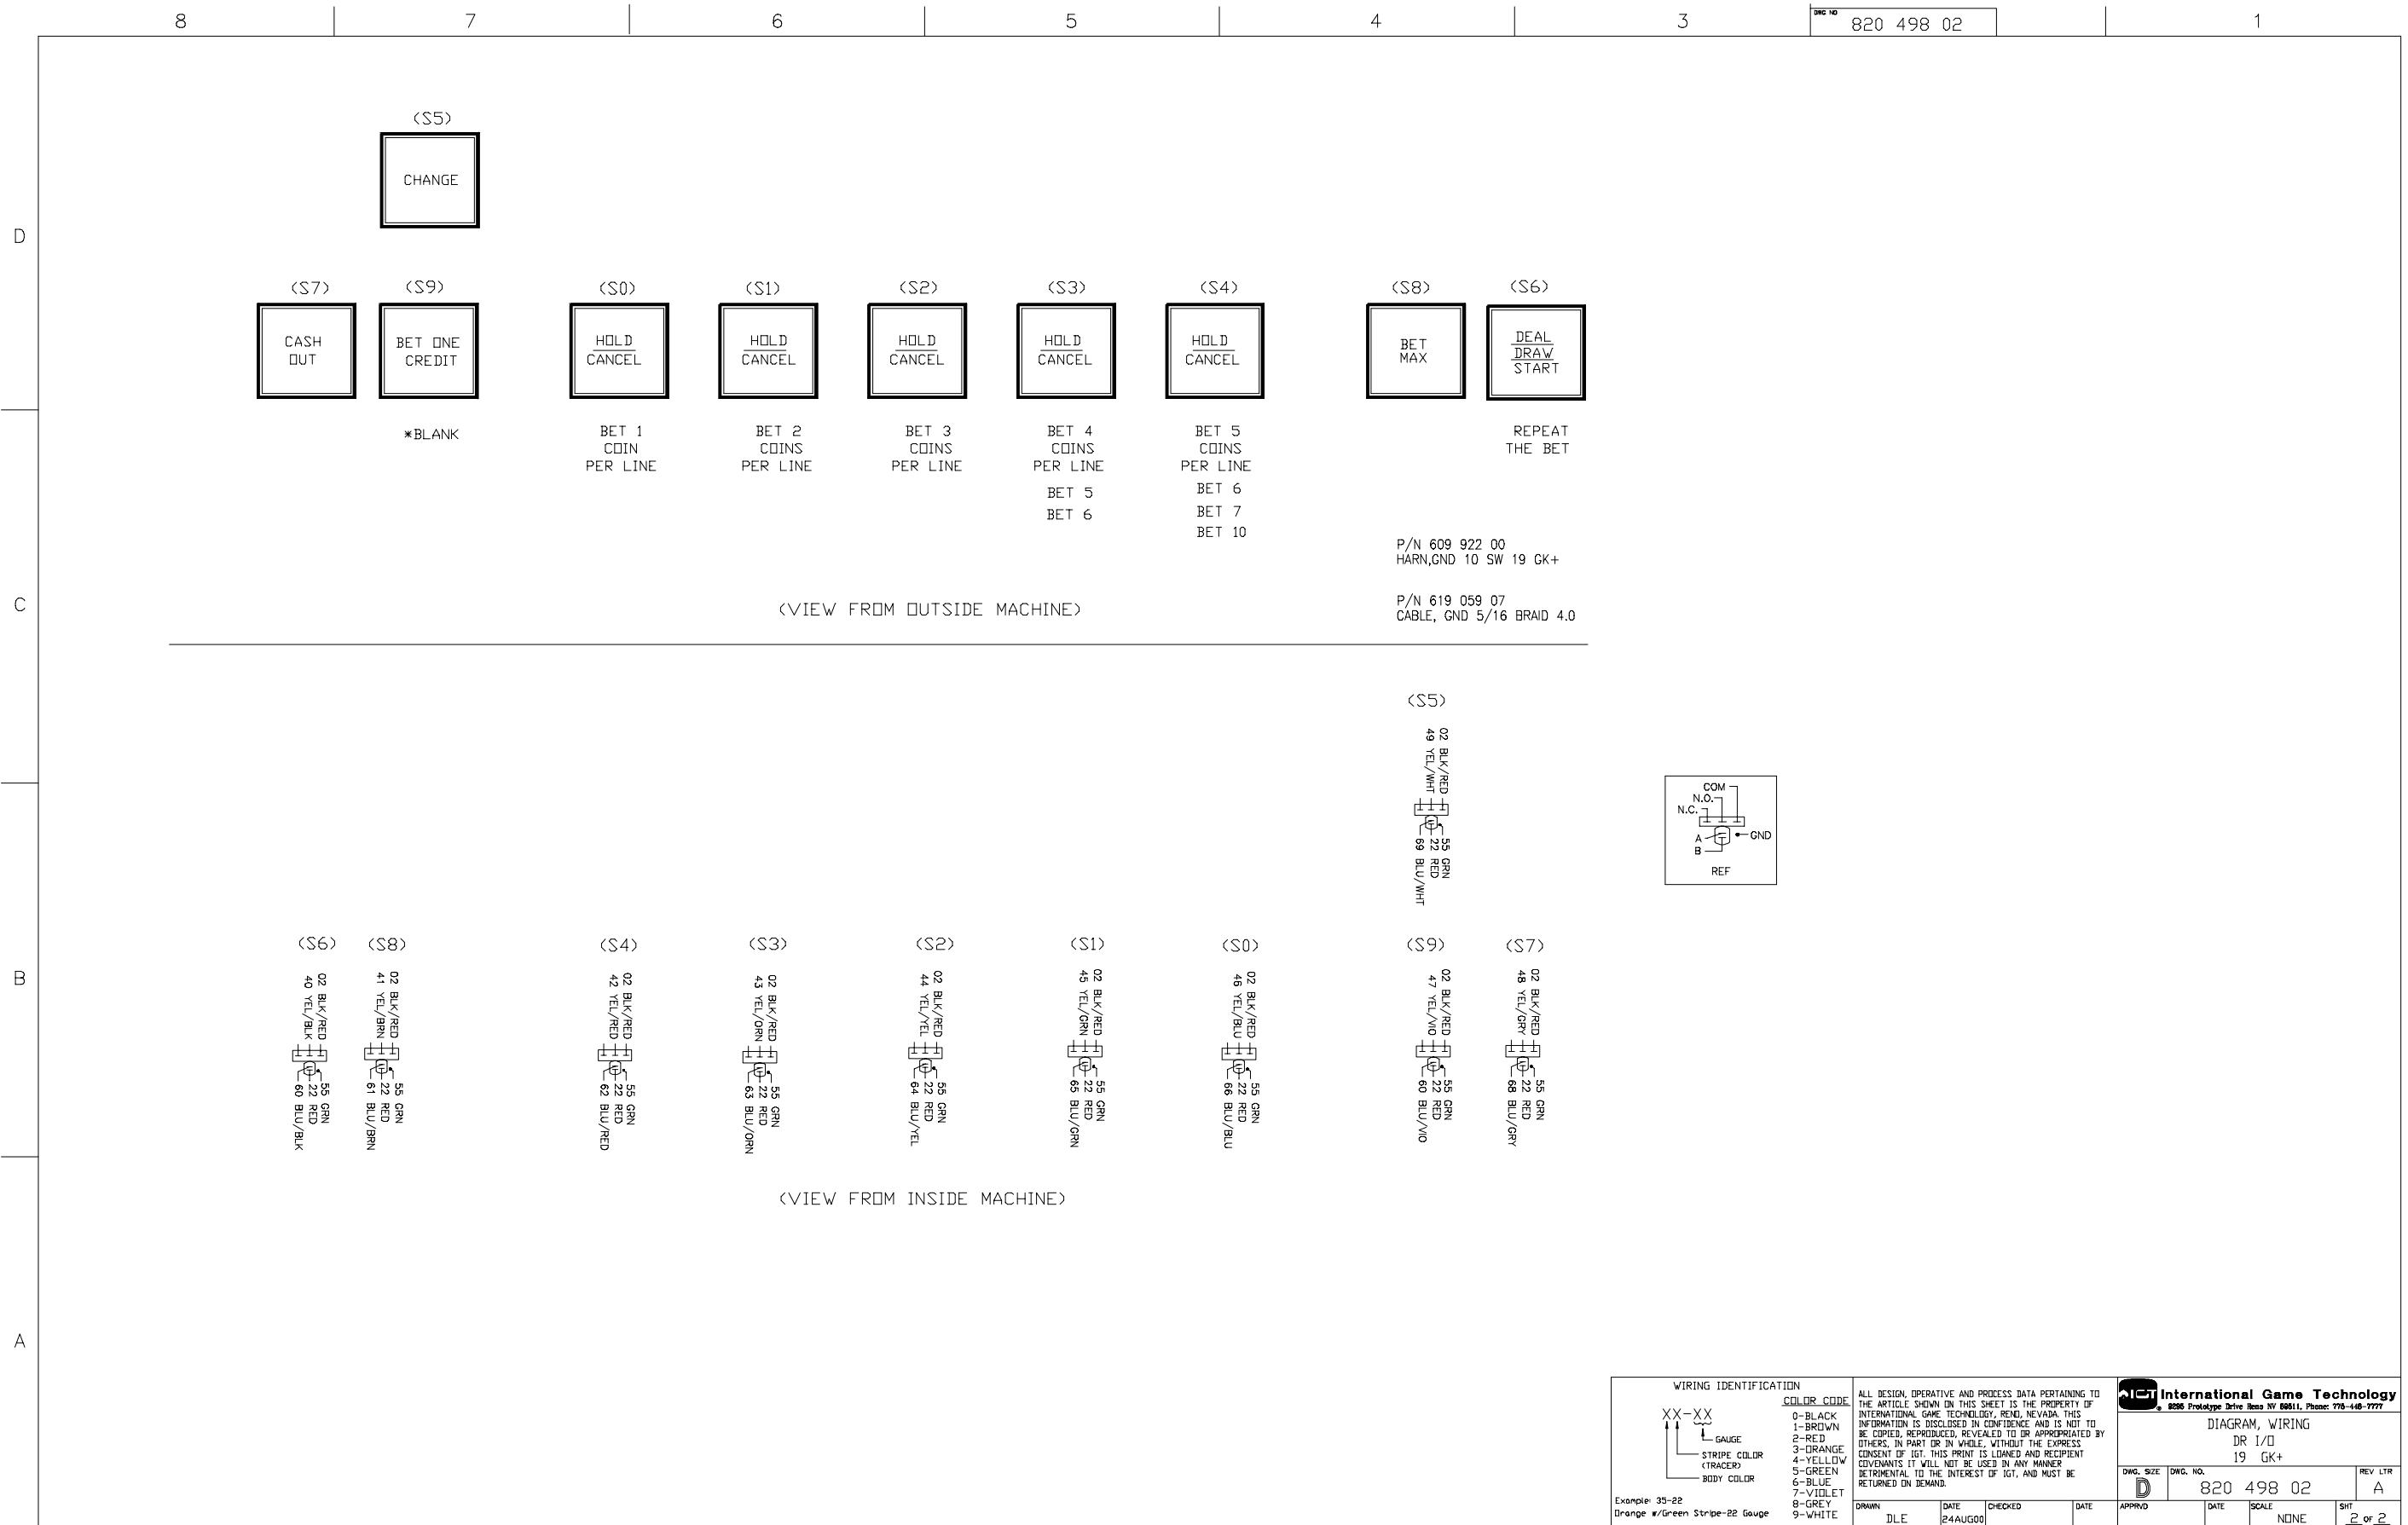 8 7 6 5 4 3 DWG NO 820 498 02 1
(S5)
CHANGE
D
(S7) (S9) (S0) (S1) (S2) (S3) (S4) (S8) (S6)
CASH
OUT
BET ONE
CREDIT
HOLD
CANCEL
HOLD
CANCEL
HOLD
CANCEL
HOLD
CANCEL
HOLD
CANCEL
BET
MAX
DEAL
DRAW
START
*BLANK
BET 1
COIN
PER LINE
BET 2
COINS
PER LINE
BET 3
COINS
PER LINE
BET 4
COINS
PER LINE
BET 5
BET 6
BET 5
COINS
PER LINE
BET 6
BET 7
BET 10
REPEAT
THE BET
P/N 609 922 00
HARN,GND 10 SW 19 GK+
P/N 619 059 07
CABLE, GND 5/16 BRAID 4.0
C
(VIEW FROM OUTSIDE MACHINE)
(S5)
02 BLK/RED
49 YEL/WHT
55 GRN
22 RED
69 BLU/WHT
COM
N.O.
N.C.
A
GND
B
REF
B
(S6)
02 BLK/RED
40 YEL/BLK
55 GRN
22 RED
60 BLU/BLK
(S8)
02 BLK/RED
41 YEL/BRN
55 GRN
22 RED
61 BLU/BRN
(S4)
02 BLK/RED
42 YEL/RED
55 GRN
22 RED
62 BLU/RED
(S3)
02 BLK/RED
43 YEL/ORN
55 GRN
22 RED
63 BLU/ORN
(S2)
02 BLK/RED
44 YEL/YEL
55 GRN
22 RED
64 BLU/YEL
(S1)
02 BLK/RED
45 YEL/GRN
55 GRN
22 RED
65 BLU/GRN
(S0)
02 BLK/RED
46 YEL/BLU
55 GRN
22 RED
66 BLU/BLU
(S9)
02 BLK/RED
47 YEL/VIO
55 GRN
22 RED
60 BLU/VIO
(S7)
02 BLK/RED
48 YEL/GRY
55 GRN
22 RED
68 BLU/GRY
(VIEW FROM INSIDE MACHINE)
A
WIRING IDENTIFICATION
COLOR CODE
XX-XX
GAUGE
STRIPE COLOR
(TRACER)
BODY COLOR
0-BLACK
1-BROWN
2-RED
3-ORANGE
4-YELLOW
5-GREEN
6-BLUE
7-VIOLET
8-GREY
9-WHITE
Example: 35-22
Orange w/Green Stripe-22 Gauge
ALL DESIGN, OPERATIVE AND PROCESS DATA PERTAINING TO
THE ARTICLE SHOWN ON THIS SHEET IS THE PROPERTY OF
INTERNATIONAL GAME TECHNOLOGY, RENO, NEVADA. THIS
INFORMATION IS DISCLOSED IN CONFIDENCE AND IS NOT TO
BE COPIED, REPRODUCED, REVEALED TO OR APPROPRIATED BY
OTHERS, IN PART OR IN WHOLE, WITHOUT THE EXPRESS
CONSENT OF IGT. THIS PRINT IS LOANED AND RECIPIENT
COVENANTS IT WILL NOT BE USED IN ANY MANNER
DETRIMENTAL TO THE INTEREST OF IGT, AND MUST BE
RETURNED ON DEMAND.
DRAWN DLE
DATE 24AUG00
CHECKED
DATE
IGT International Game Technology
9295 Prototype Drive Reno NV 89511, Phone: 775-448-7777
DIAGRAM, WIRING
DR I/O
19 GK+
DWG. SIZE D
DWG. NO. 820 498 02
REV LTR A
APPRVD
DATE
SCALE NONE
SHT 2 OF 2